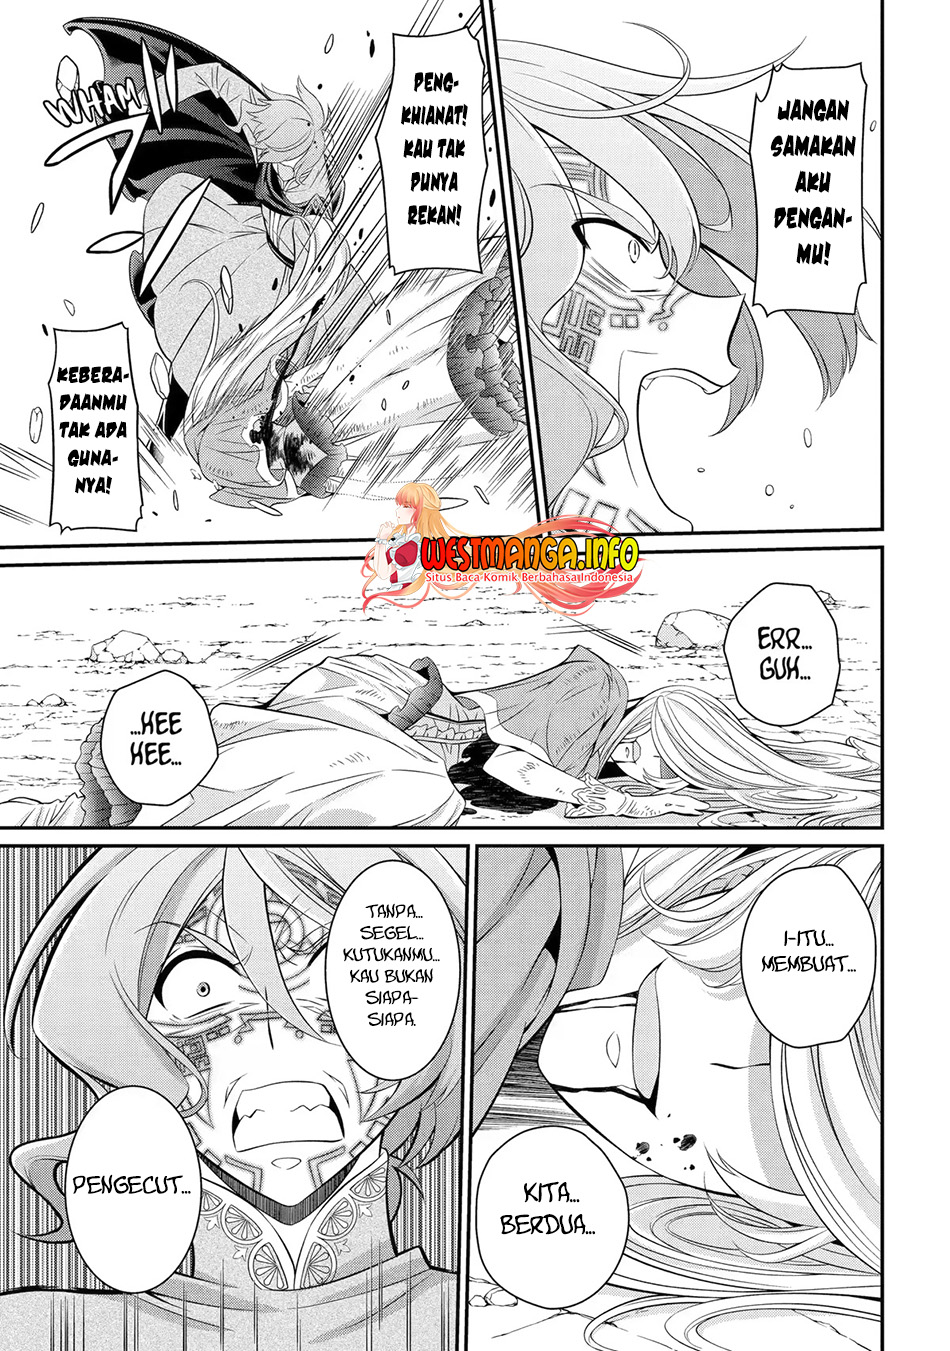 JANGAN
SAMAKAN
AKU
DENGAN-
MU!
PENG-
KHIANAT!
KAU TAK
PUNYA
REKAN!
WHAM
KEBERA-
DAANMU
TAK ADA
GUNA-
NYA!
WESTMANGA.INFO
Situs Baca Komik Berbahasa Indonesia
ERR...
GUH...
...HEE
HEE...
I-ITU...
MEMBUAT...
KITA...
BERDUA...
TANPA...
SEGEL...
KUTUKANMU...
KAU BUKAN
SIAPA-
SIAPA.
PENGECUT...